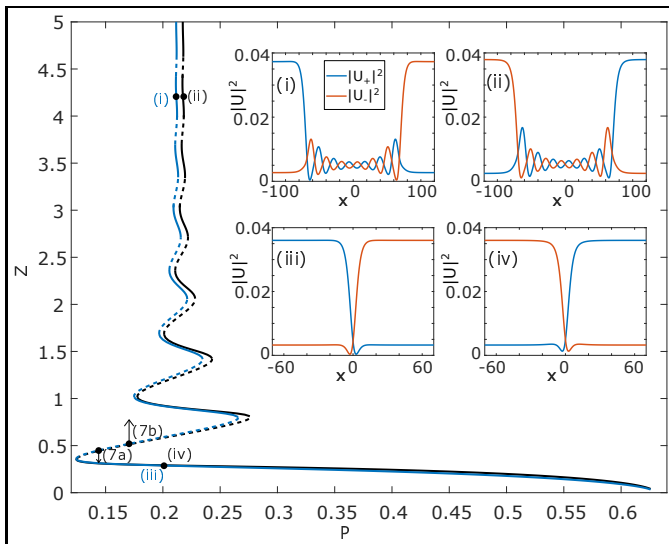 5
4.5
4
3.5
3
2.5
2
1.5
1
0.5
0
Z
0.15
0.2
0.25
0.3
0.35
0.4
0.45
0.5
0.55
0.6
P
(i)
(ii)
(7b)
(7a)
(iii)
(iv)
0.04
0.02
0
|U|²
(i)
|U₊|²
|U₋|²
-100
0
100
x
0.04
0.02
0
|U|²
(ii)
-100
0
100
x
0.04
0.02
0
|U|²
(iii)
-60
0
60
x
0.04
0.02
0
|U|²
(iv)
-60
0
60
x